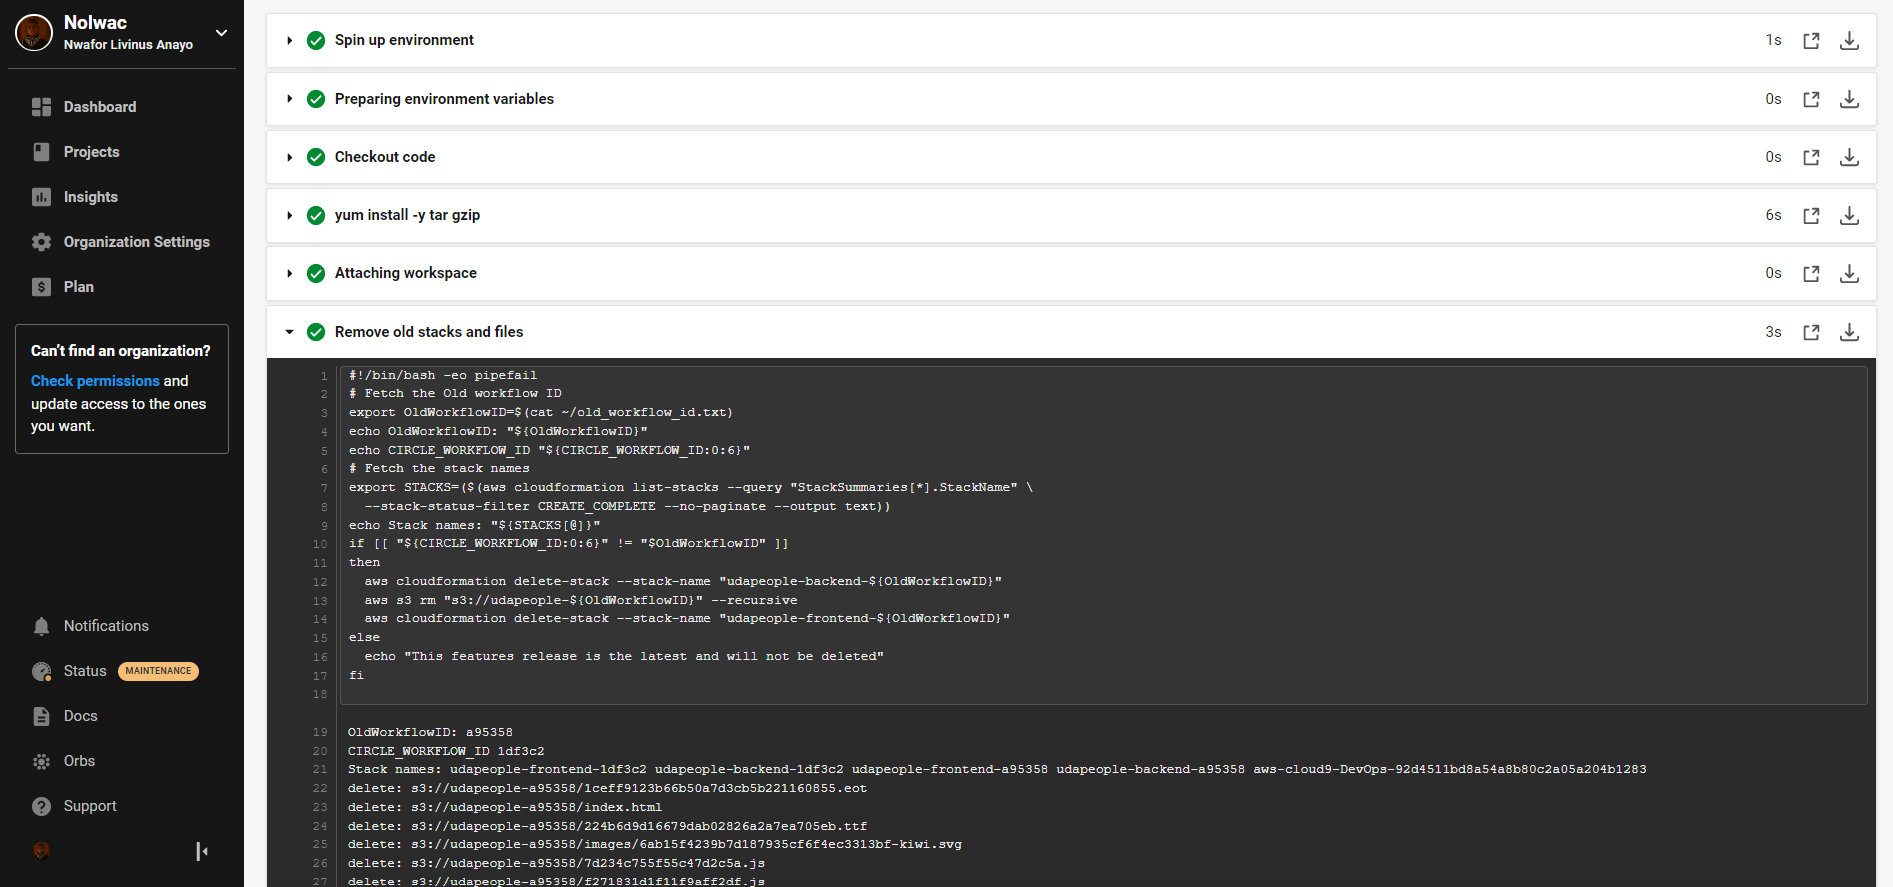 Nolwac
Nwafor Livinus Anayo
Dashboard
Projects
Insights
Organization Settings
Plan
Can't find an organization?
Check permissions and
update access to the ones
you want.
Notifications
Status MAINTENANCE
Docs
Orbs
Support
Spin up environment 1s
Preparing environment variables 0s
Checkout code 0s
yum install -y tar gzip 6s
Attaching workspace 0s
Remove old stacks and files 3s
1 #!/bin/bash -eo pipefail
2 # Fetch the Old workflow ID
3 export OldWorkflowID=$(cat ~/old_workflow_id.txt)
4 echo OldWorkflowID: "${OldWorkflowID}"
5 echo CIRCLE_WORKFLOW_ID "${CIRCLE_WORKFLOW_ID:0:6}"
6 # Fetch the stack names
7 export STACKS=($(aws cloudformation list-stacks --query "StackSummaries[*].StackName" \
8 --stack-status-filter CREATE_COMPLETE --no-paginate --output text))
9 echo Stack names: "${STACKS[@]}"
10 if [[ "${CIRCLE_WORKFLOW_ID:0:6}" != "$OldWorkflowID" ]]
11 then
12 aws cloudformation delete-stack --stack-name "udapeople-backend-${OldWorkflowID}"
13 aws s3 rm "s3://udapeople-${OldWorkflowID}" --recursive
14 aws cloudformation delete-stack --stack-name "udapeople-frontend-${OldWorkflowID}"
15 else
16 echo "This features release is the latest and will not be deleted"
17 fi
18
19 OldWorkflowID: a95358
20 CIRCLE_WORKFLOW_ID 1df3c2
21 Stack names: udapeople-frontend-1df3c2 udapeople-backend-1df3c2 udapeople-frontend-a95358 udapeople-backend-a95358 aws-cloud9-DevOps-92d4511bd8a54a8b80c2a05a204b1283
22 delete: s3://udapeople-a95358/1ceff9123b66b50a7d3cb5b221160855.eot
23 delete: s3://udapeople-a95358/index.html
24 delete: s3://udapeople-a95358/224b6d9d16679dab02826a2a7ea705eb.ttf
25 delete: s3://udapeople-a95358/images/6ab15f4239b7d187935cf6f4ec3313bf-kiwi.svg
26 delete: s3://udapeople-a95358/7d234c755f55c47d2c5a.js
27 delete: s3://udapeople-a95358/f271831d1f11f9aff2df.js